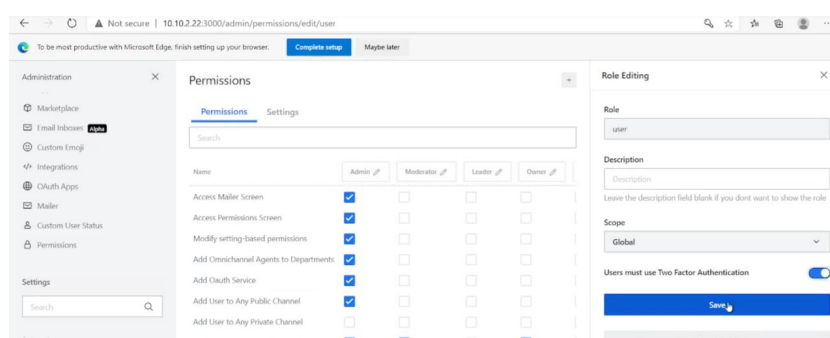 Not secure | 10.10.2.22:3000/admin/permissions/edit/user
To be most productive with Microsoft Edge, finish setting up your browser. Complete setup Maybe later
Administration
Marketplace
Email Inboxes Alpha
Custom Emoji
Integrations
OAuth Apps
Mailer
Custom User Status
Permissions
Settings
Search
Permissions
Permissions Settings
Search
Name Admin Moderator Leader Owner
Access Mailer Screen
Access Permissions Screen
Modify setting-based permissions
Add Omnichannel Agents to Departments
Add Oauth Service
Add User to Any Public Channel
Add User to Any Private Channel
Role Editing
Role
user
Description
Description
Leave the description field blank if you dont want to show the role
Scope
Global
Users must use Two Factor Authentication
Save